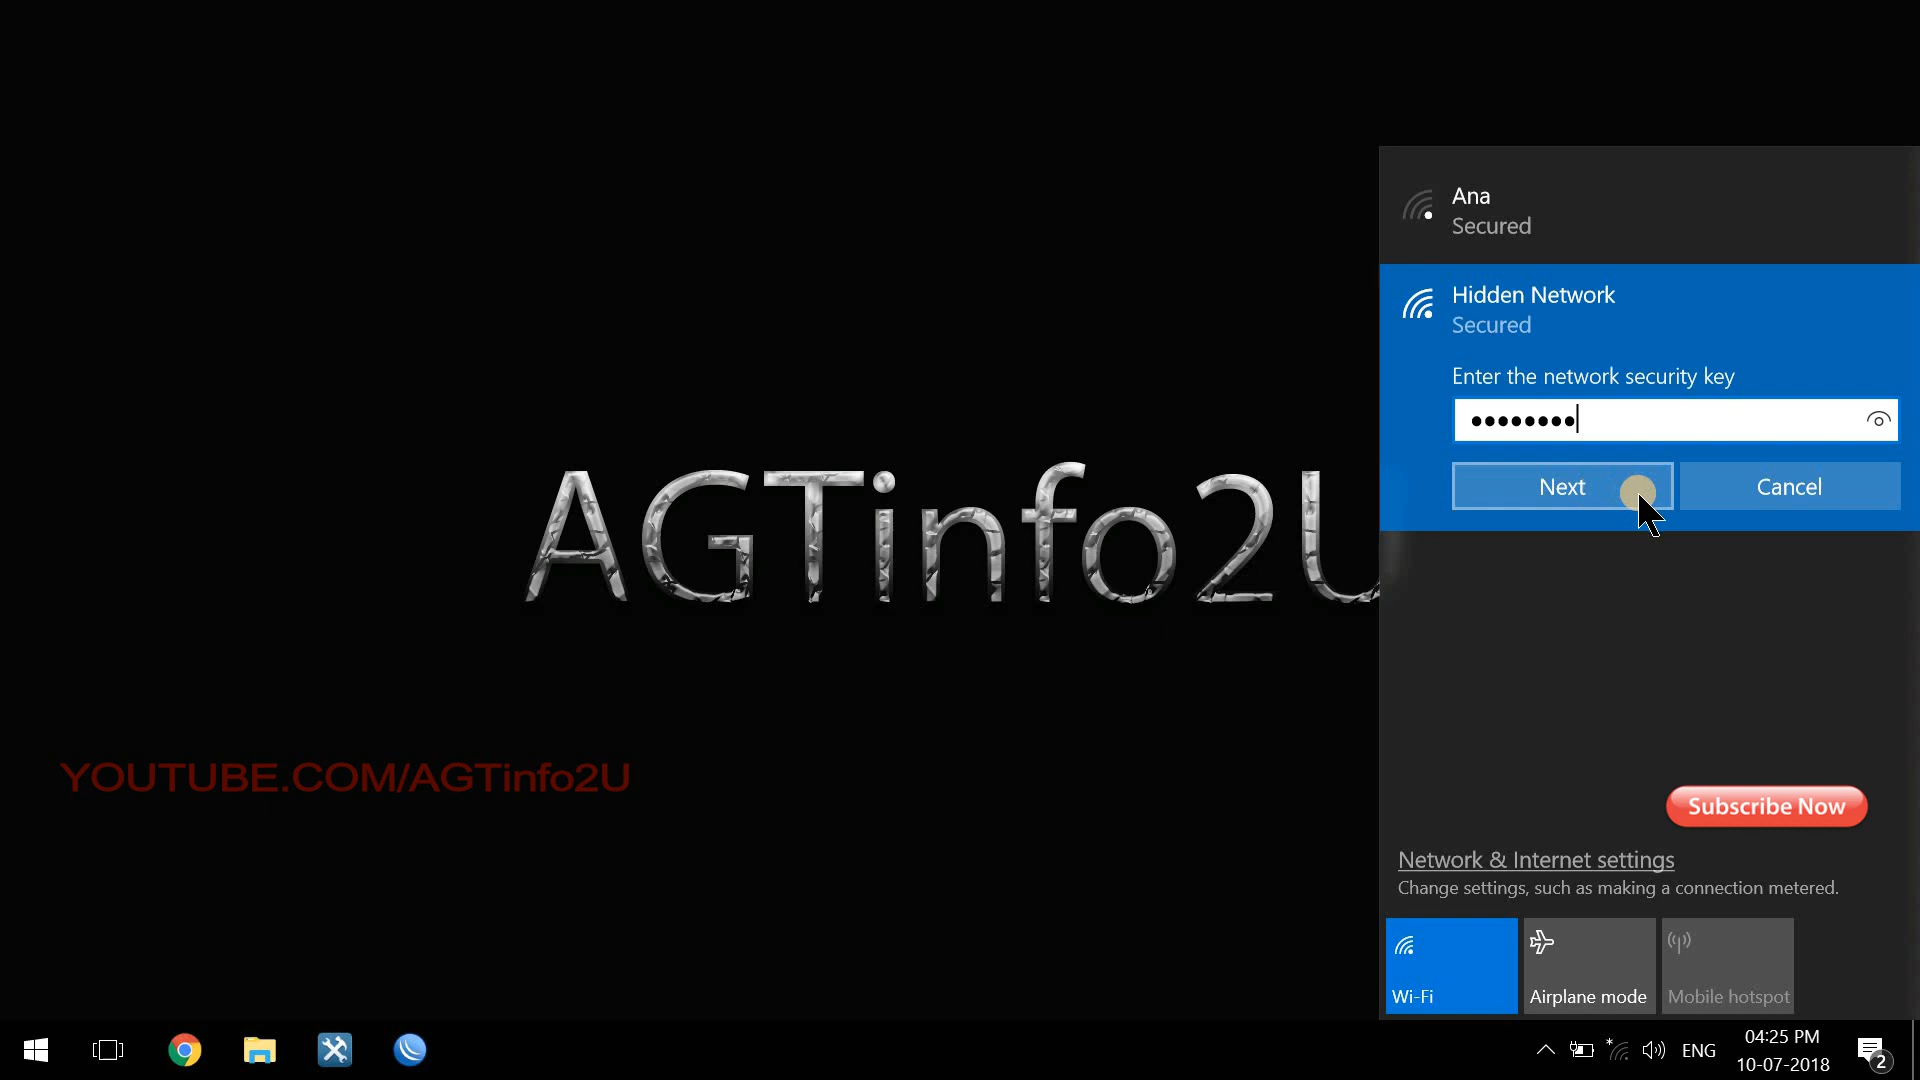 Ana
Secured
Hidden Network
Secured
Enter the network security key
••••••••
Next
Cancel
AGTinfo2U
YOUTUBE.COM/AGTinfo2U
Subscribe Now
Network & Internet settings
Change settings, such as making a connection metered.
Wi-Fi
Airplane mode
Mobile hotspot
ENG
04:25 PM
10-07-2018
2